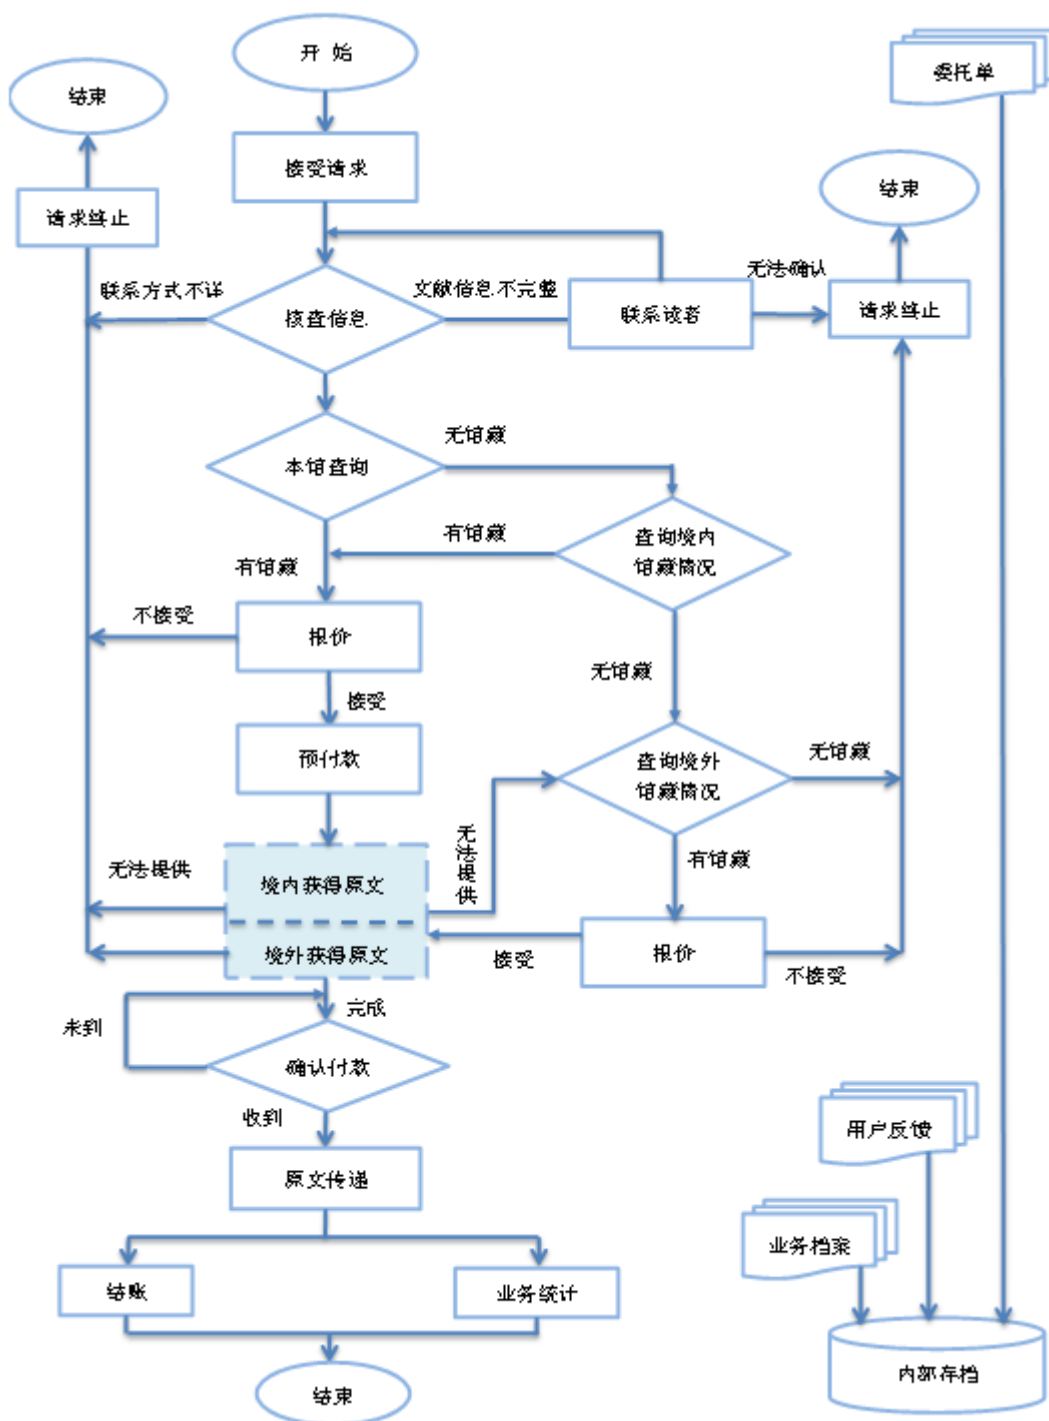 开 始
委托单
结束
接受请求
结束
请求终止
无法确认
联系方式不详
文献信息不完整
核查信息
联系读者
请求终止
无馆藏
本馆查询
有馆藏
查询境内
馆藏情况
有馆藏
不接受
报价
无馆藏
接受
预付款
查询境外
馆藏情况
无馆藏
无法提供
有馆藏
无法提供
境内获得原文
境外获得原文
接受
报价
不接受
完成
未到
确认付款
收到
用户反馈
原文传递
业务档案
结账
业务统计
内部存档
结束